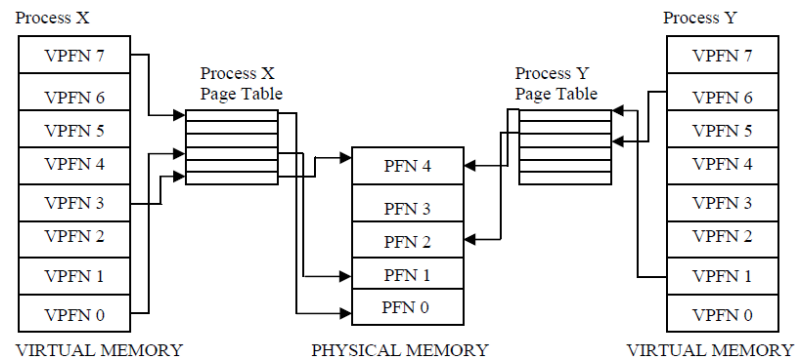 Process X
VPFN 7
VPFN 6
VPFN 5
VPFN 4
VPFN 3
VPFN 2
VPFN 1
VPFN 0
VIRTUAL MEMORY
Process X
Page Table
PFN 4
PFN 3
PFN 2
PFN 1
PFN 0
PHYSICAL MEMORY
Process Y
Page Table
Process Y
VPFN 7
VPFN 6
VPFN 5
VPFN 4
VPFN 3
VPFN 2
VPFN 1
VPFN 0
VIRTUAL MEMORY